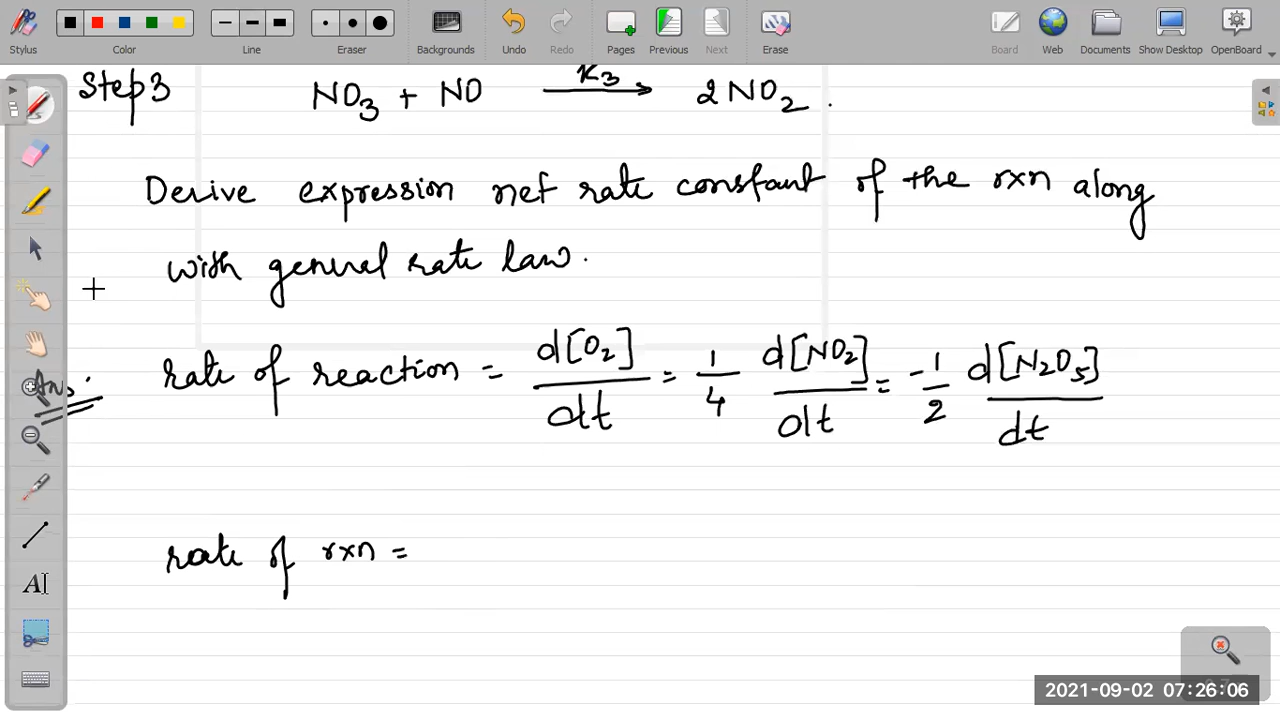 Stylus Color Line Eraser Backgrounds Undo Redo Pages Previous Next Erase Board Web Documents Show Desktop OpenBoard
Step 3 NO3 + NO K3 → 2NO2 .
Derive expression net rate constant of the rxn along
with general rate law.
Ans. rate of reaction = d[O2]/dt = 1/4 d[NO2]/dt = -1/2 d[N2O5]/dt
rate of rxn =
AI
2021-09-02 07:26:06